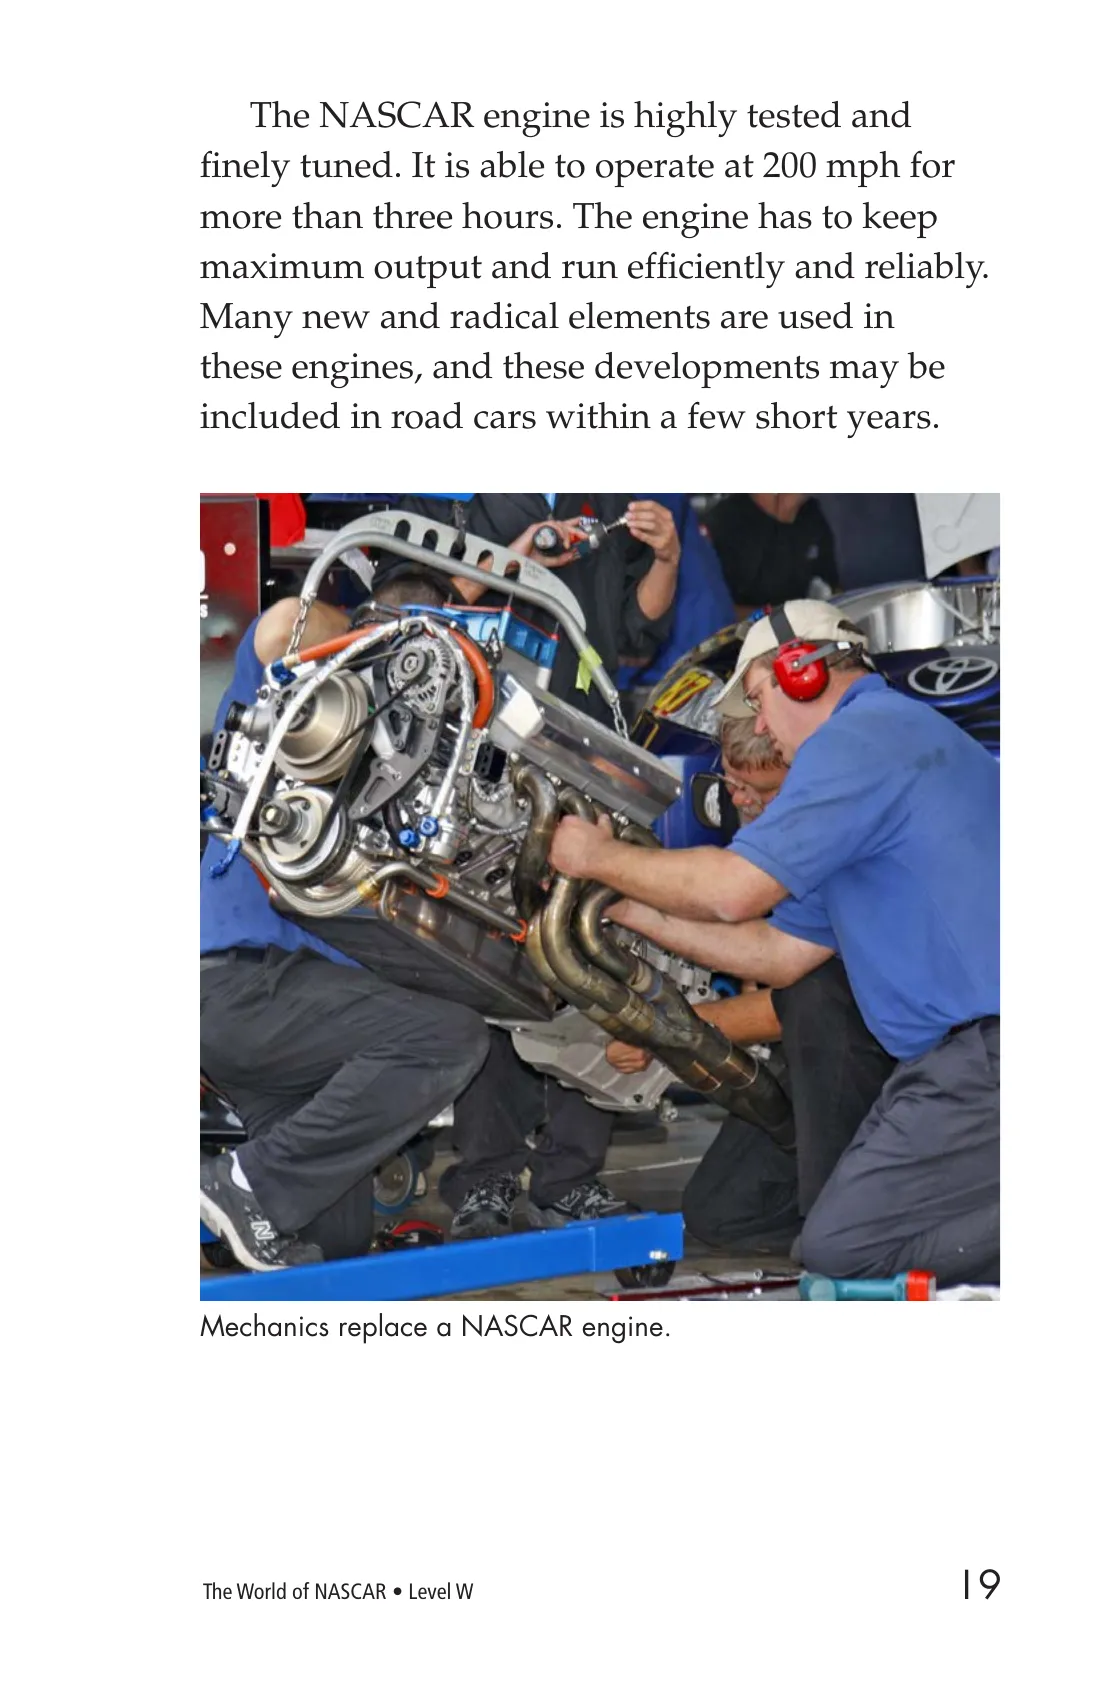 The NASCAR engine is highly tested and
finely tuned. It is able to operate at 200 mph for
more than three hours. The engine has to keep
maximum output and run efficiently and reliably.
Many new and radical elements are used in
these engines, and these developments may be
included in road cars within a few short years.
Mechanics replace a NASCAR engine.
The World of NASCAR • Level W
19